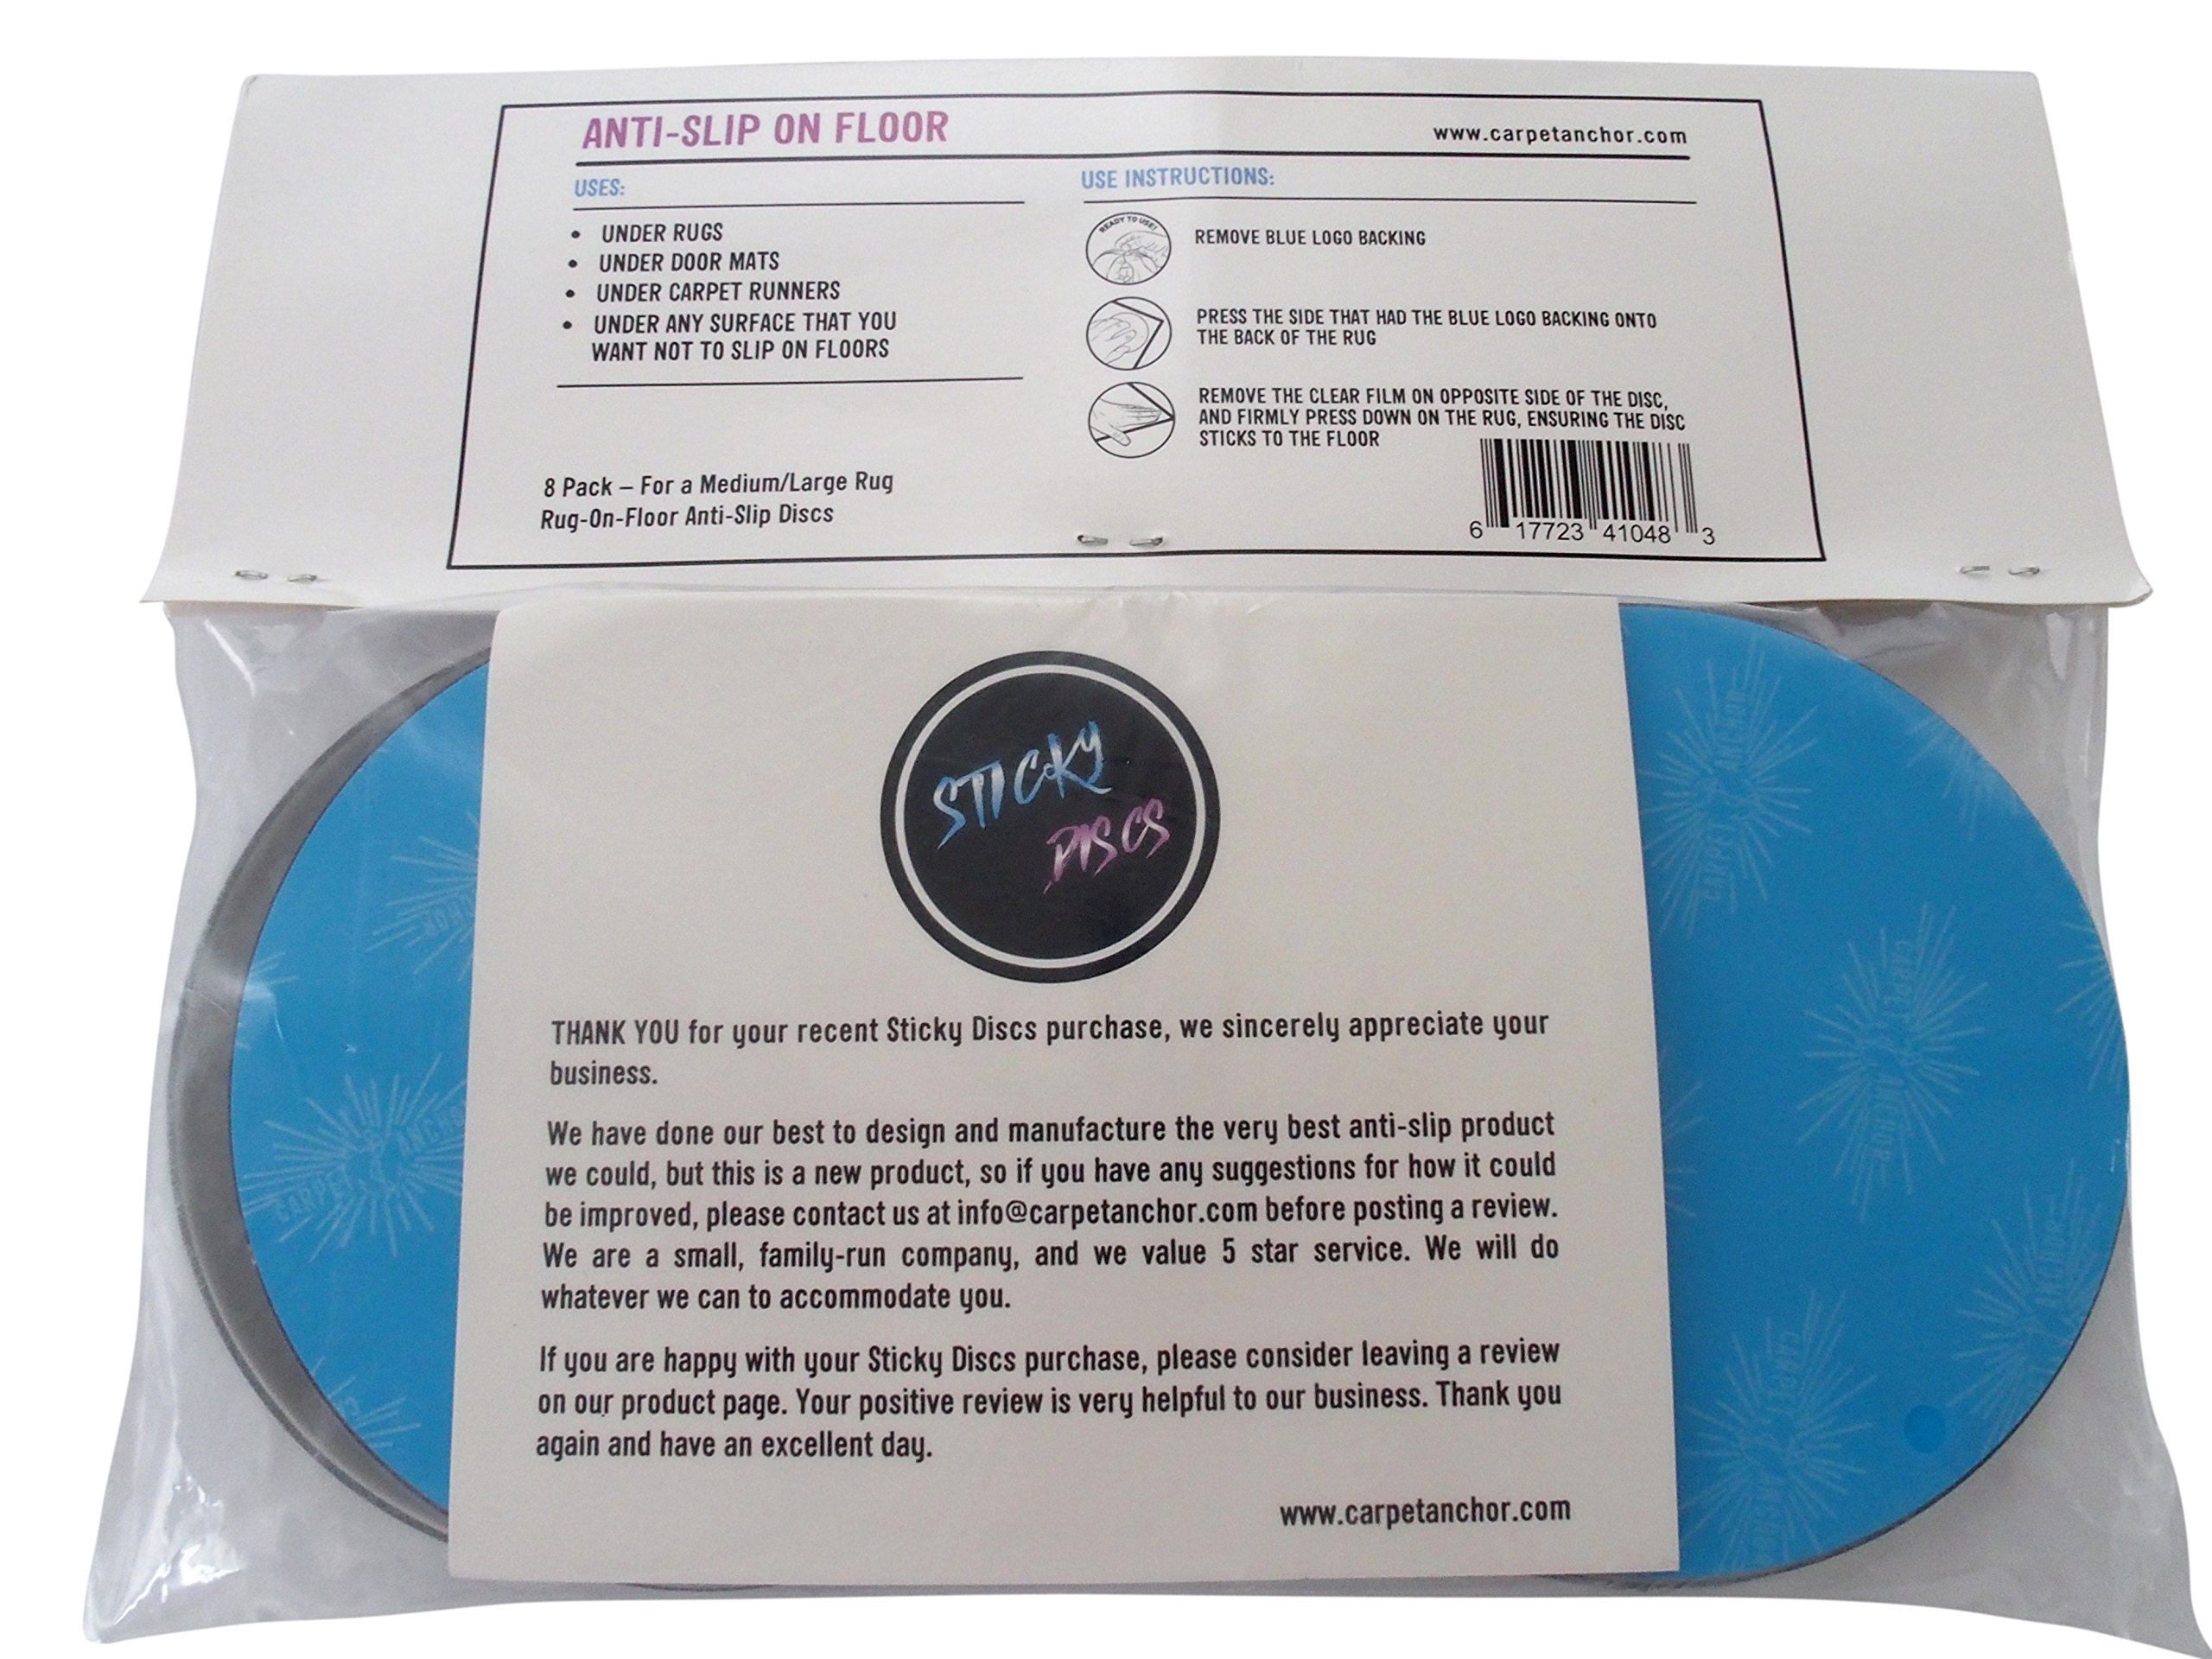 ANTI-SLIP ON FLOOR
www.carpetanchor.com
USES:
• UNDER RUGS
• UNDER DOOR MATS
• UNDER CARPET RUNNERS
• UNDER ANY SURFACE THAT YOU
WANT NOT TO SLIP ON FLOORS
8 Pack – For a Medium/Large Rug
Rug-On-Floor Anti-Slip Discs
USE INSTRUCTIONS:
READY TO USE!
REMOVE BLUE LOGO BACKING
PRESS THE SIDE THAT HAD THE BLUE LOGO BACKING ONTO
THE BACK OF THE RUG
REMOVE THE CLEAR FILM ON OPPOSITE SIDE OF THE DISC,
AND FIRMLY PRESS DOWN ON THE RUG, ENSURING THE DISC
STICKS TO THE FLOOR
6 17723 41048 3
STICKY
DISCS
THANK YOU for your recent Sticky Discs purchase, we sincerely appreciate your
business.
We have done our best to design and manufacture the very best anti-slip product
we could, but this is a new product, so if you have any suggestions for how it could
be improved, please contact us at info@carpetanchor.com before posting a review.
We are a small, family-run company, and we value 5 star service. We will do
whatever we can to accommodate you.
If you are happy with your Sticky Discs purchase, please consider leaving a review
on our product page. Your positive review is very helpful to our business. Thank you
again and have an excellent day.
www.carpetanchor.com
CARPET ANCHOR
CARPET ANCHOR
CARPET ANCHOR
CARPET ANCHOR
ANCHOR